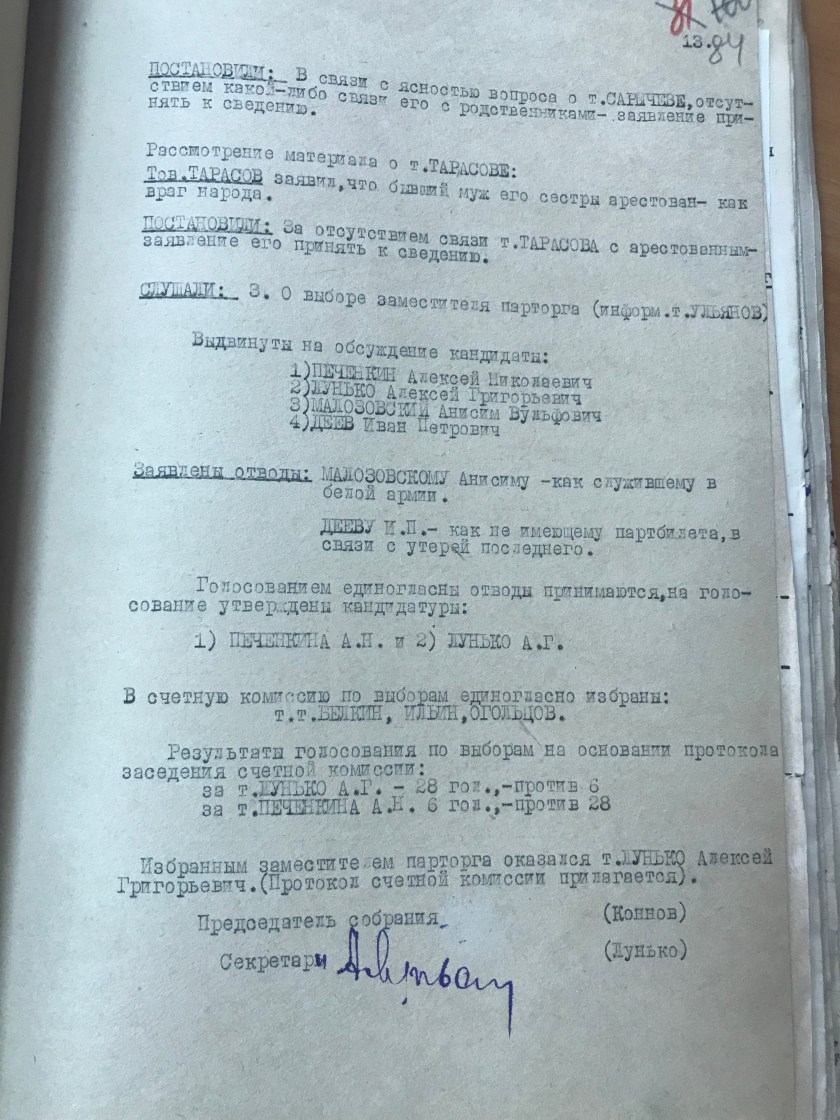 13.
84
ПОСТАНОВИЛИ: В связи с ясностью вопроса о т.САРЫЧЕВЕ,отсут-
ствием какой-либо связи его с родственниками- заявление при-
нять к сведению.
Рассмотрение материала о т.ТАРАСОВЕ:
Тов.ТАРАСОВ заявил,что бывший муж его сестры арестован- как
враг народа.
ПОСТАНОВИЛИ: За отсутствием связи т.ТАРАСОВА с арестованным-
заявление его принять к сведению.
СЛУШАЛИ: 3. О выборе заместителя парторга (информ.т.УЛЬЯНОВ)
Выдвинуты на обсуждение кандидаты:
1)ПЕЧЕНКИН Алексей Николаевич
2)ЛУНЬКО Алексей Григорьевич
3)МАЛОЗОВСКИЙ Анисим Вульфович
4)ДЕЕВ Иван Петрович
Заявлены отводы: МАЛОЗОВСКОМУ Анисиму -как служившему в
белой армии.
ДЕЕВУ И.П.- как не имеющему партбилета,в
связи с утерей последнего.
Голосованием единогласны отводы принимаются,на голо-
сование утверждены кандидатуры:
1) ПЕЧЕНКИНА А.Н. и 2) ЛУНЬКО А.Г.
В счетную комиссию по выборам единогласно избраны:
т.т.БЕЛКИН, ИЛЬИН,ОГОЛЬЦОВ.
Результаты голосования по выборам на основании протокола
заседения счетной комиссии:
за т.ЛУНЬКО А.Г. - 28 гол.,-против 6
за т.ПЕЧЕНКИНА А.Н. 6 гол.,-против 28
Избранным заместителем парторга оказался т.ЛУНЬКО Алексей
Григорьевич.(Протокол счетной комиссии прилагается).
Председатель собрания (Коннов)
Секретарь (Лунько)